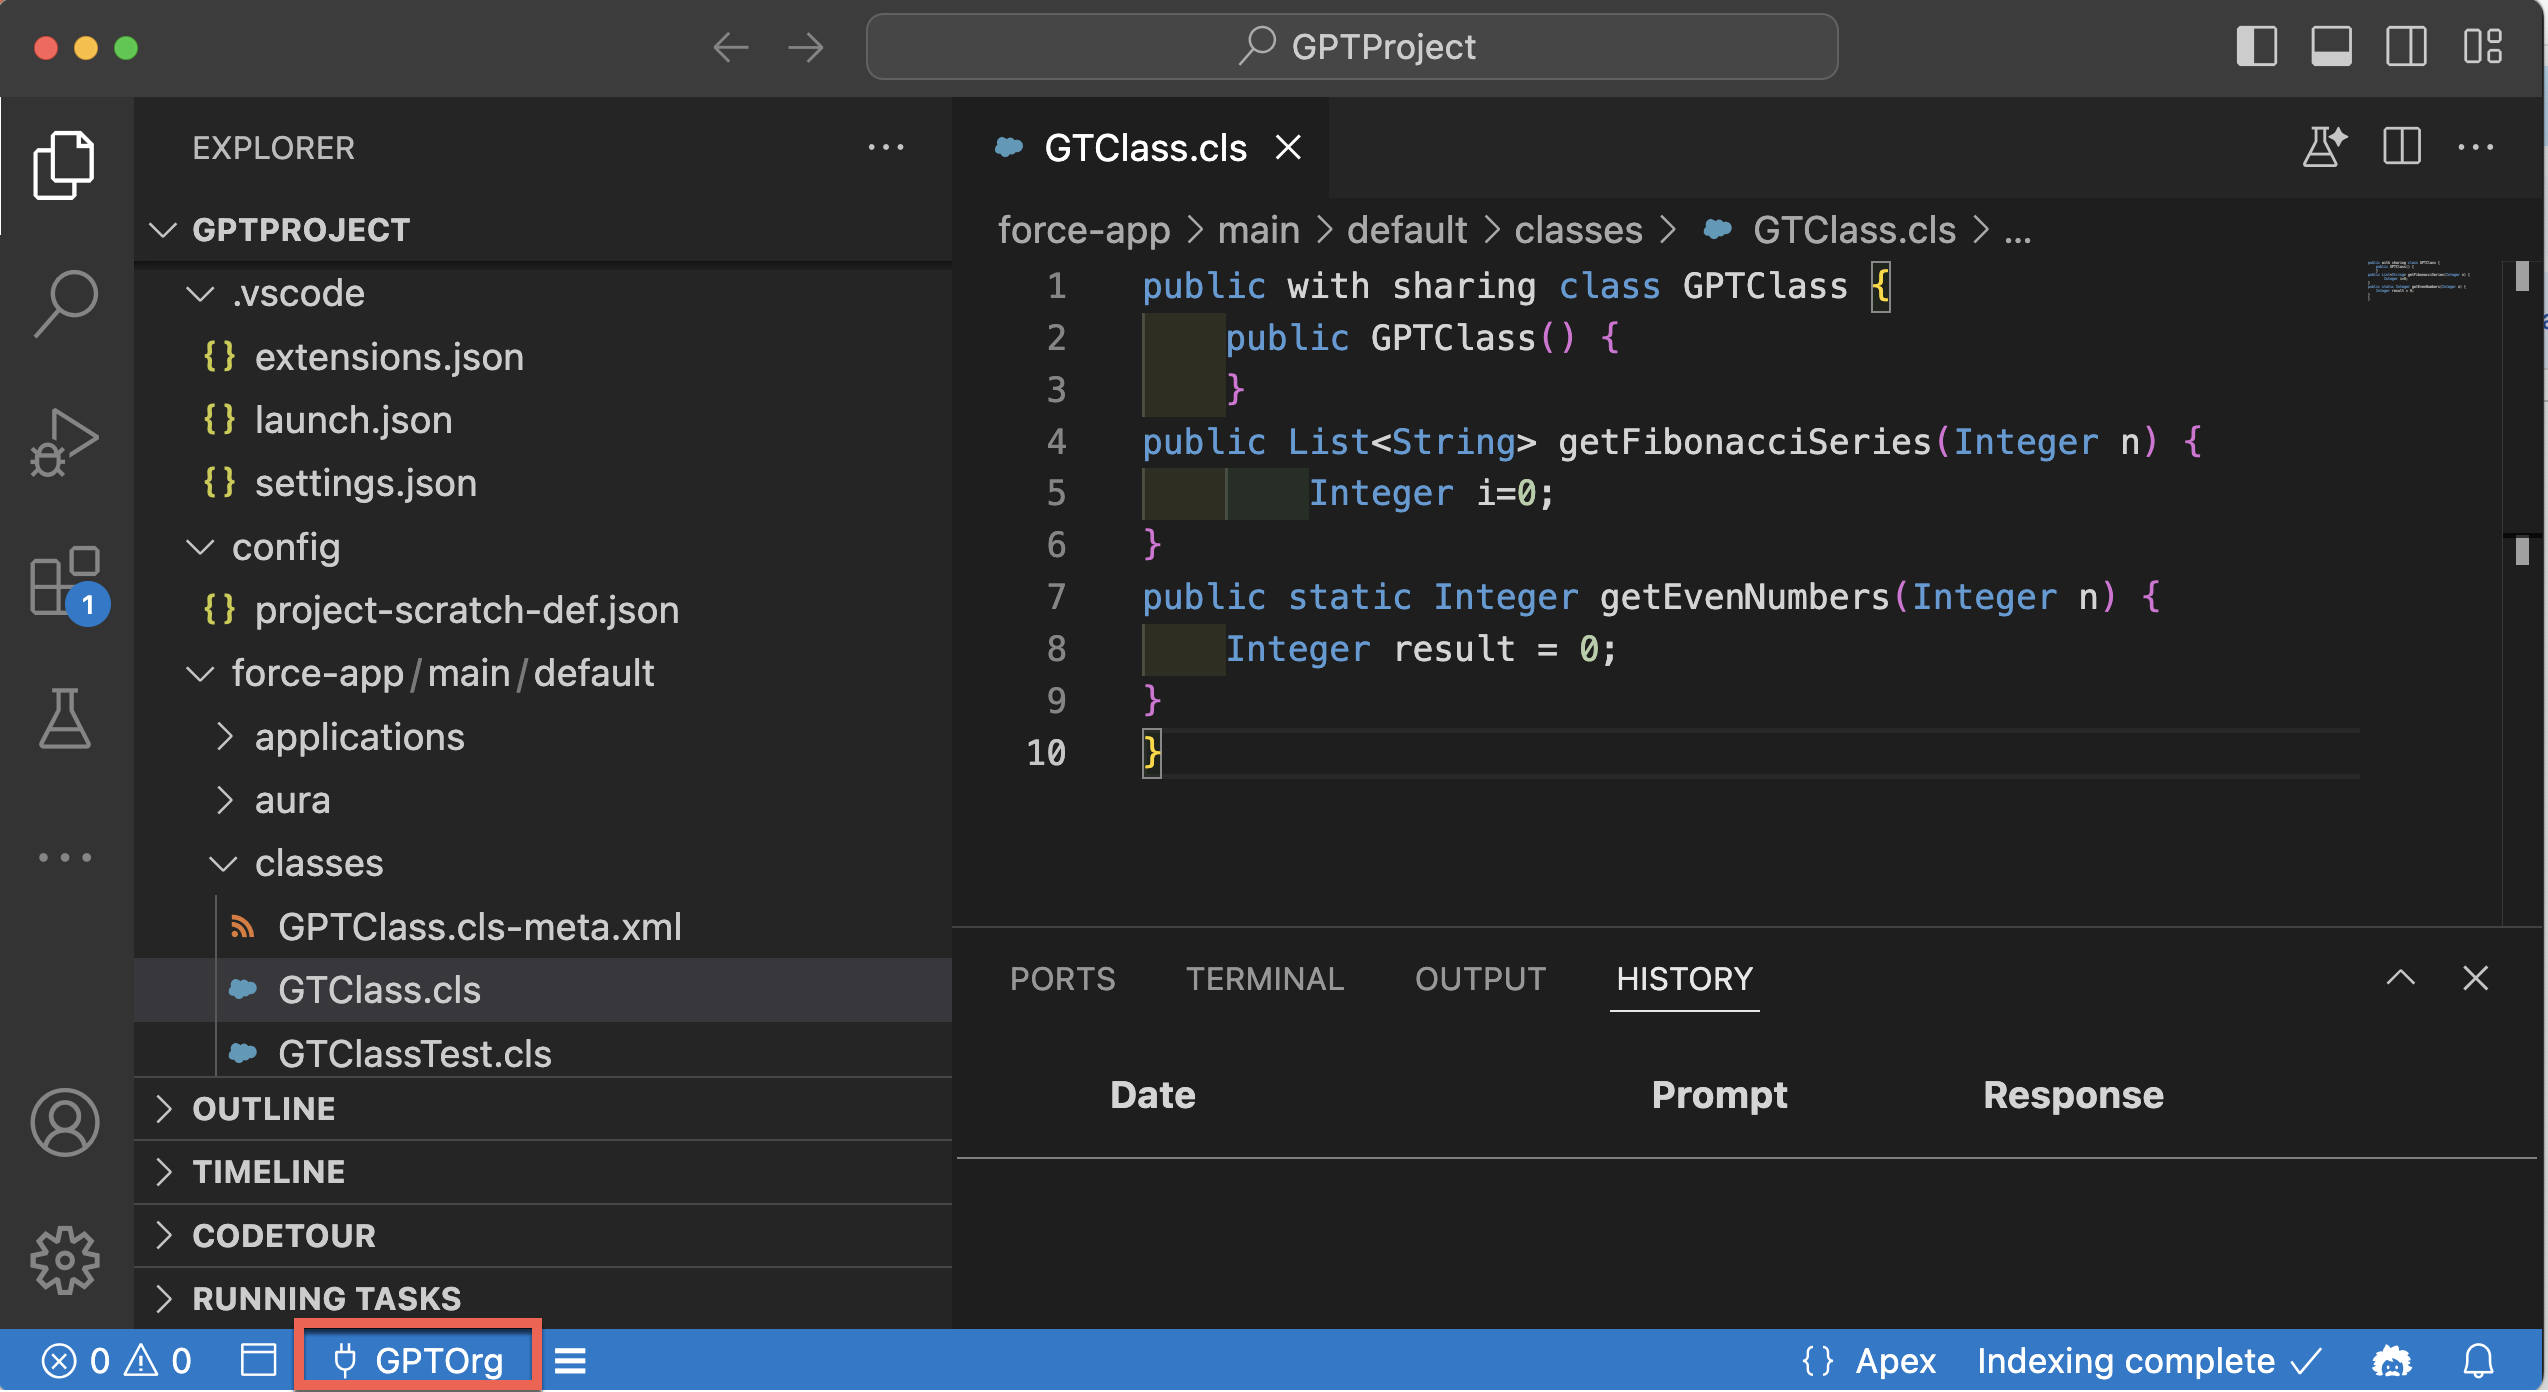 GPTProject
EXPLORER
GPTPROJECT
.vscode
{} extensions.json
{} launch.json
{} settings.json
config
{} project-scratch-def.json
force-app/main/default
applications
aura
classes
GPTClass.cls-meta.xml
GTClass.cls
GTClassTest.cls
OUTLINE
TIMELINE
CODETOUR
RUNNING TASKS
1
GTClass.cls
force-app > main > default > classes > GTClass.cls > ...
1 public with sharing class GPTClass {
2 public GPTClass() {
3 }
4 public List<String> getFibonacciSeries(Integer n) {
5 Integer i=0;
6 }
7 public static Integer getEvenNumbers(Integer n) {
8 Integer result = 0;
9 }
10 }
PORTS TERMINAL OUTPUT HISTORY
Date Prompt Response
0 0 GPTOrg {} Apex Indexing complete